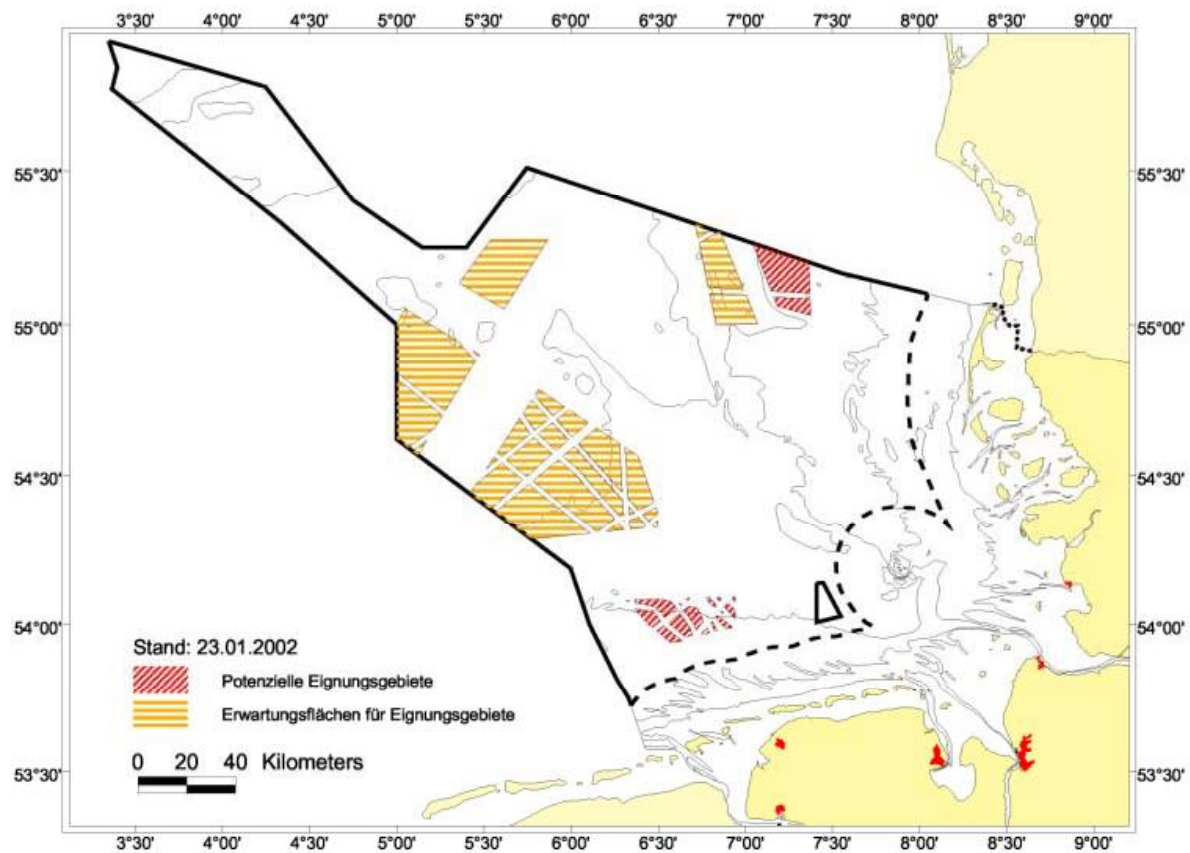 3°30' 4°00' 4°30' 5°00' 5°30' 6°00' 6°30' 7°00' 7°30' 8°00' 8°30' 9°00'
55°30' 55°30'
55°00' 55°00'
54°30' 54°30'
54°00' 54°00'
Stand: 23.01.2002
Potenzielle Eignungsgebiete
Erwartungsflächen für Eignungsgebiete
0 20 40 Kilometers
53°30' 53°30'
3°30' 4°00' 4°30' 5°00' 5°30' 6°00' 6°30' 7°00' 7°30' 8°00' 8°30' 9°00'